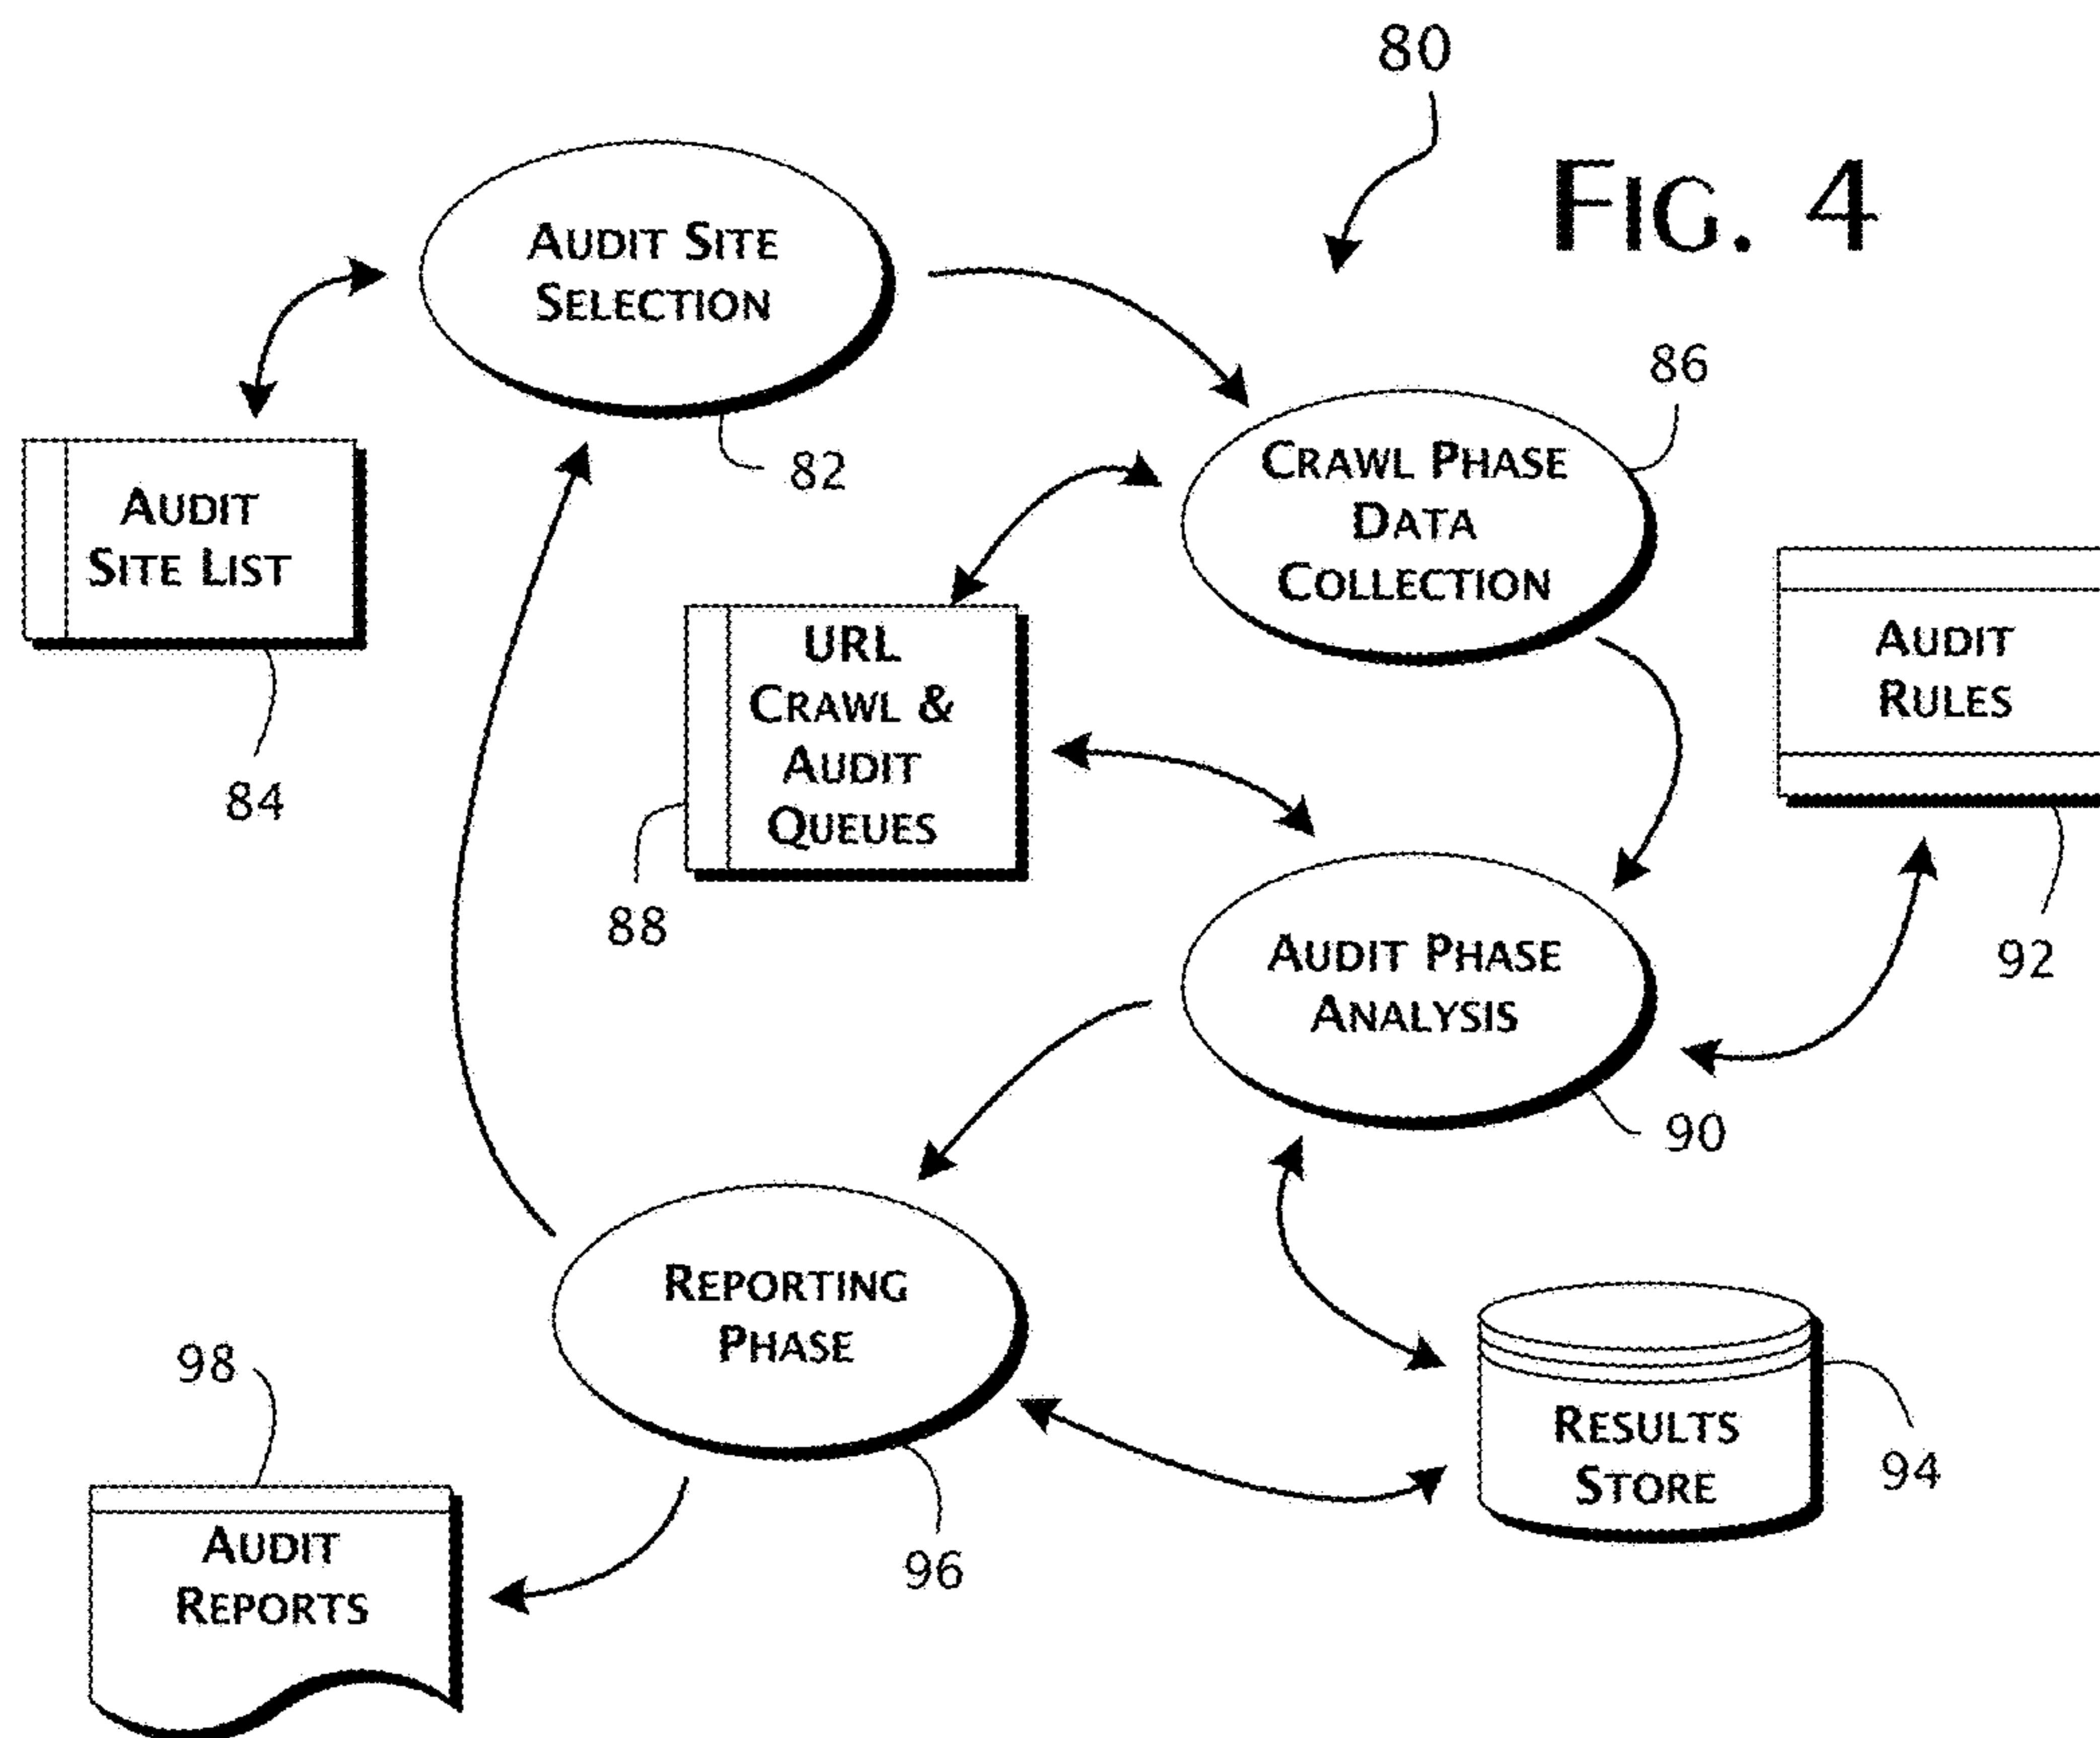 80
FIG. 4
AUDIT SITE
SELECTION
82
86
CRAWL PHASE
DATA
COLLECTION
AUDIT
SITE LIST
84
URL
CRAWL &
AUDIT
QUEUES
88
AUDIT
RULES
92
AUDIT PHASE
ANALYSIS
90
REPORTING
PHASE
96
RESULTS
STORE
94
98
AUDIT
REPORTS